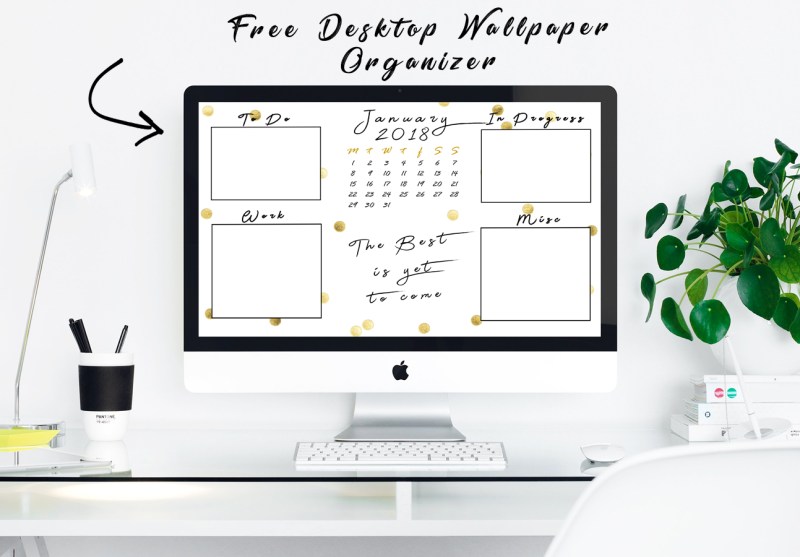 Free Desktop Wallpaper
Organizer
To Do
January
2018
In Progress
M T W T F S S
1 2 3 4 5 6 7
8 9 10 11 12 13 14
15 16 17 18 19 20 21
22 23 24 25 26 27 28
29 30 31
Work
Misc
The Best
is yet
to come
PANTONE